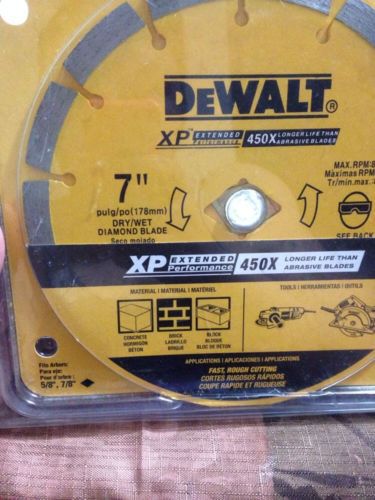 DEWALT®
XP™ EXTENDED Performance 450X LONGER LIFE THAN ABRASIVE BLADES
7"
pulg/po(178mm)
DRY/WET
DIAMOND BLADE
Seco mojado
MAX. RPM:8
Máximas RPM
Tr/min.max.
SEE BACK
XP EXTENDED Performance 450X LONGER LIFE THAN ABRASIVE BLADES
MATERIAL / MATERIAL / MATÉRIEL
TOOLS / HERRAMIENTAS / OUTILS
CONCRETE
HORMIGÓN
BÉTON
BRICK
LADRILLO
BRIQUE
BLOCK
BLOQUE
BLOC DE BÉTON
APPLICATIONS / APLICACIONES / APPLICATIONS
FAST, ROUGH CUTTING
CORTES RUGOSOS RÁPIDOS
COUPE RAPIDE ET RUGUEUSE
Fits Arbors:
Para eje:
Pour d'arbre:
5/8", 7/8"